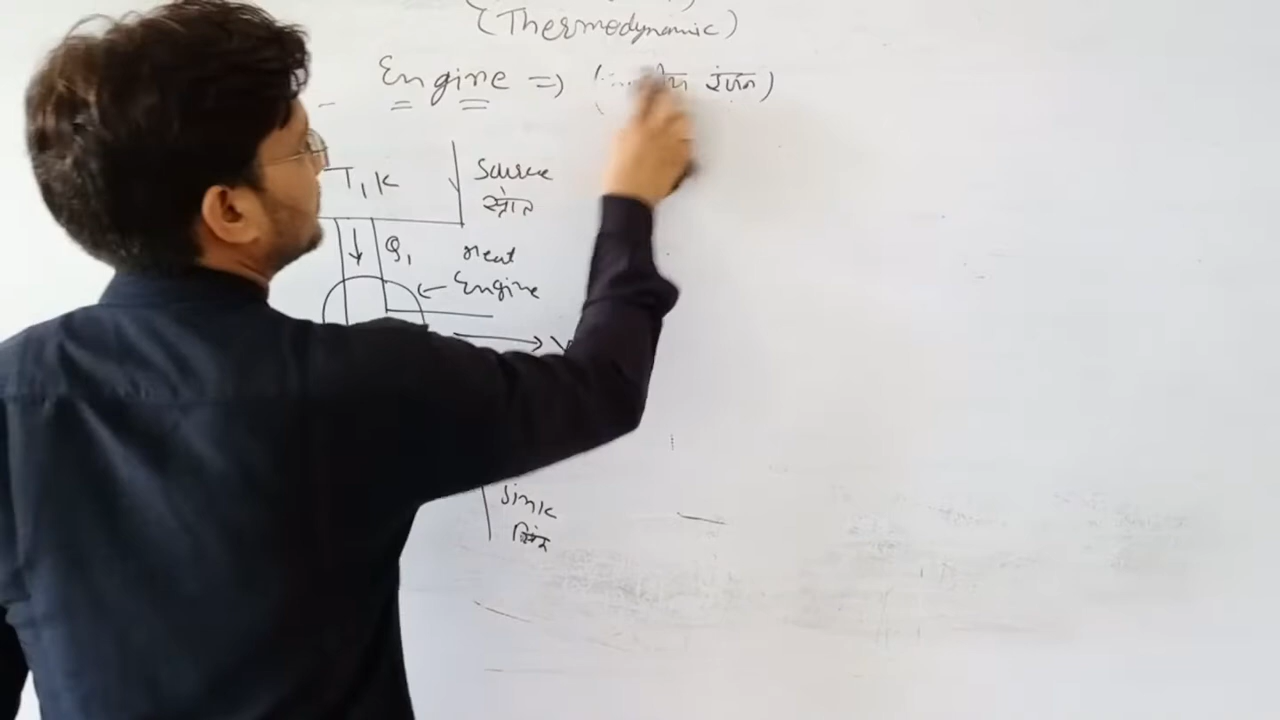 (Thermodynamic)
Engine => ( इंजन)
T₁K
Source
स्त्रोत
Q₁
Heat
Engine
Sink